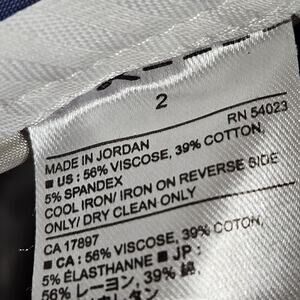 2
MADE IN JORDAN RN 54023
■ US : 56% VISCOSE, 39% COTTON,
5% SPANDEX
COOL IRON/ IRON ON REVERSE SIDE
ONLY/ DRY CLEAN ONLY
CA 17897
56% VISCOSE, 39% COTON,
5% ÉLASTHANNE ■ JP :
56% レーヨン, 39% 綿,